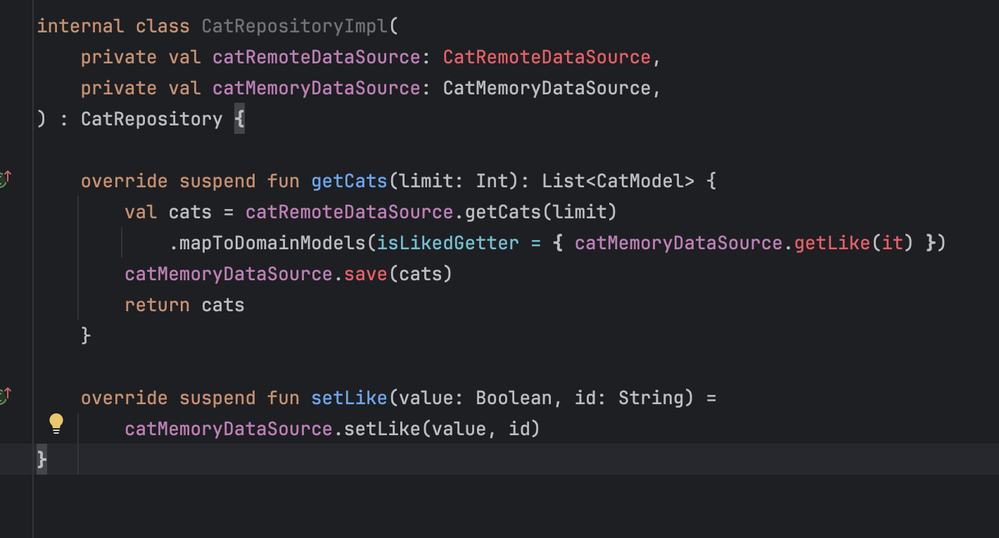 internal class CatRepositoryImpl(
    private val catRemoteDataSource: CatRemoteDataSource,
    private val catMemoryDataSource: CatMemoryDataSource,
) : CatRepository {
    override suspend fun getCats(limit: Int): List<CatModel> {
        val cats = catRemoteDataSource.getCats(limit)
            .mapToDomainModels(isLikedGetter = { catMemoryDataSource.getLike(it) })
        catMemoryDataSource.save(cats)
        return cats
    }
    override suspend fun setLike(value: Boolean, id: String) =
        catMemoryDataSource.setLike(value, id)
}